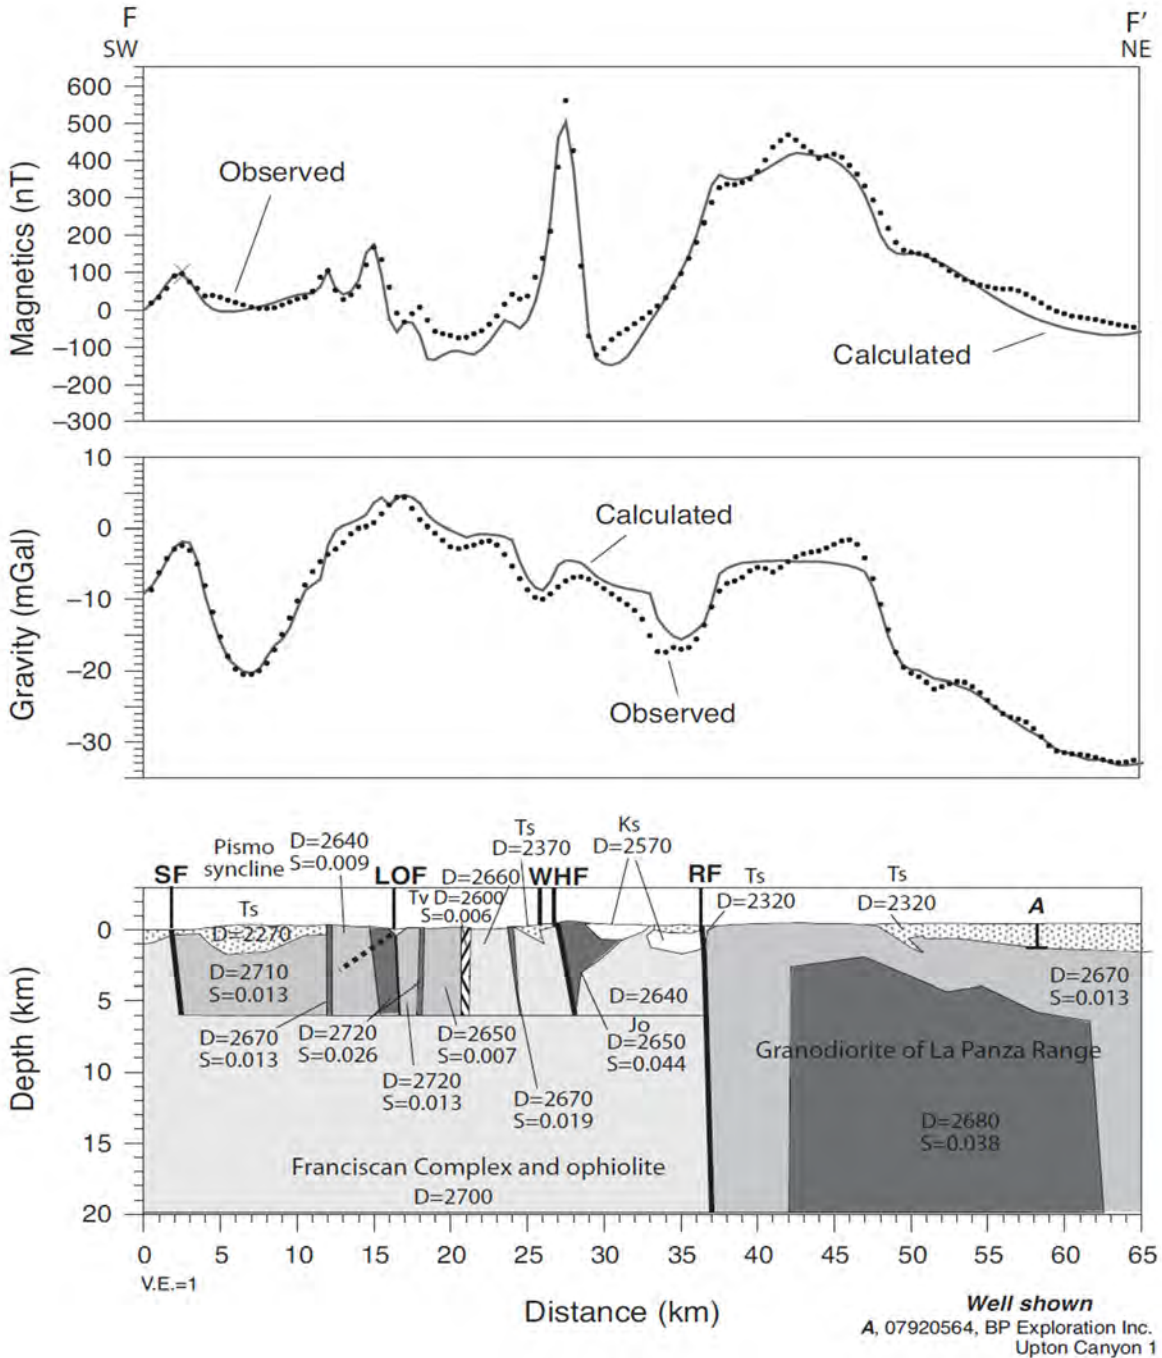 F
SW
F'
NE
600
500
400
300
200
100
0
−100
−200
−300
Magnetics (nT)
Observed
Calculated
10
0
−10
−20
−30
Gravity (mGal)
Calculated
Observed
Pismo
syncline
D=2640
S=0.009
Ts
D=2370
Ks
D=2570
SF
LOF
D=2660
WHF
RF
Ts
D=2320
Ts
D=2320
A
Tv D=2600
S=0.006
Ts
D=2270
D=2710
S=0.013
D=2670
S=0.013
D=2720
S=0.026
D=2650
S=0.007
D=2720
S=0.013
D=2670
S=0.019
D=2640
Jo
D=2650
S=0.044
D=2670
S=0.013
Granodiorite of La Panza Range
D=2680
S=0.038
Franciscan Complex and ophiolite
D=2700
0
5
10
15
20
Depth (km)
0 5 10 15 20 25 30 35 40 45 50 55 60 65
V.E.=1
Distance (km)
Well shown
A, 07920564, BP Exploration Inc.
Upton Canyon 1